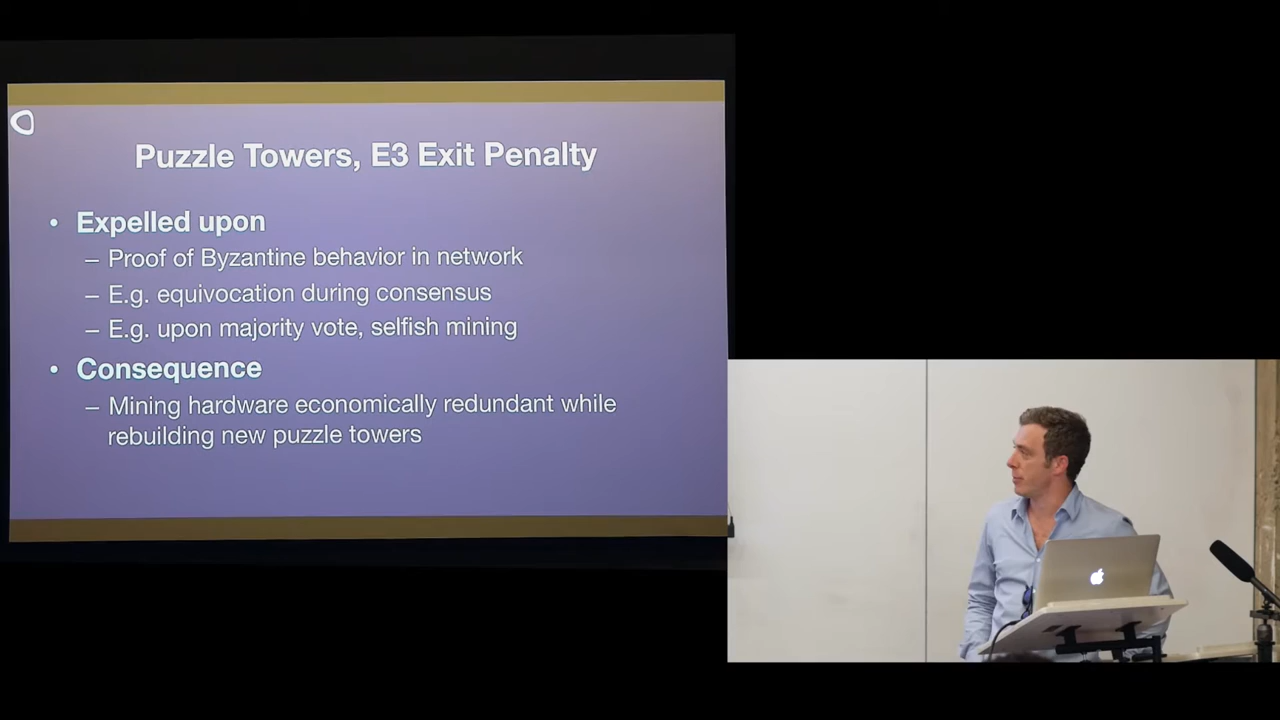 Puzzle Towers, E3 Exit Penalty
• Expelled upon
– Proof of Byzantine behavior in network
– E.g. equivocation during consensus
– E.g. upon majority vote, selfish mining
• Consequence
– Mining hardware economically redundant while
rebuilding new puzzle towers